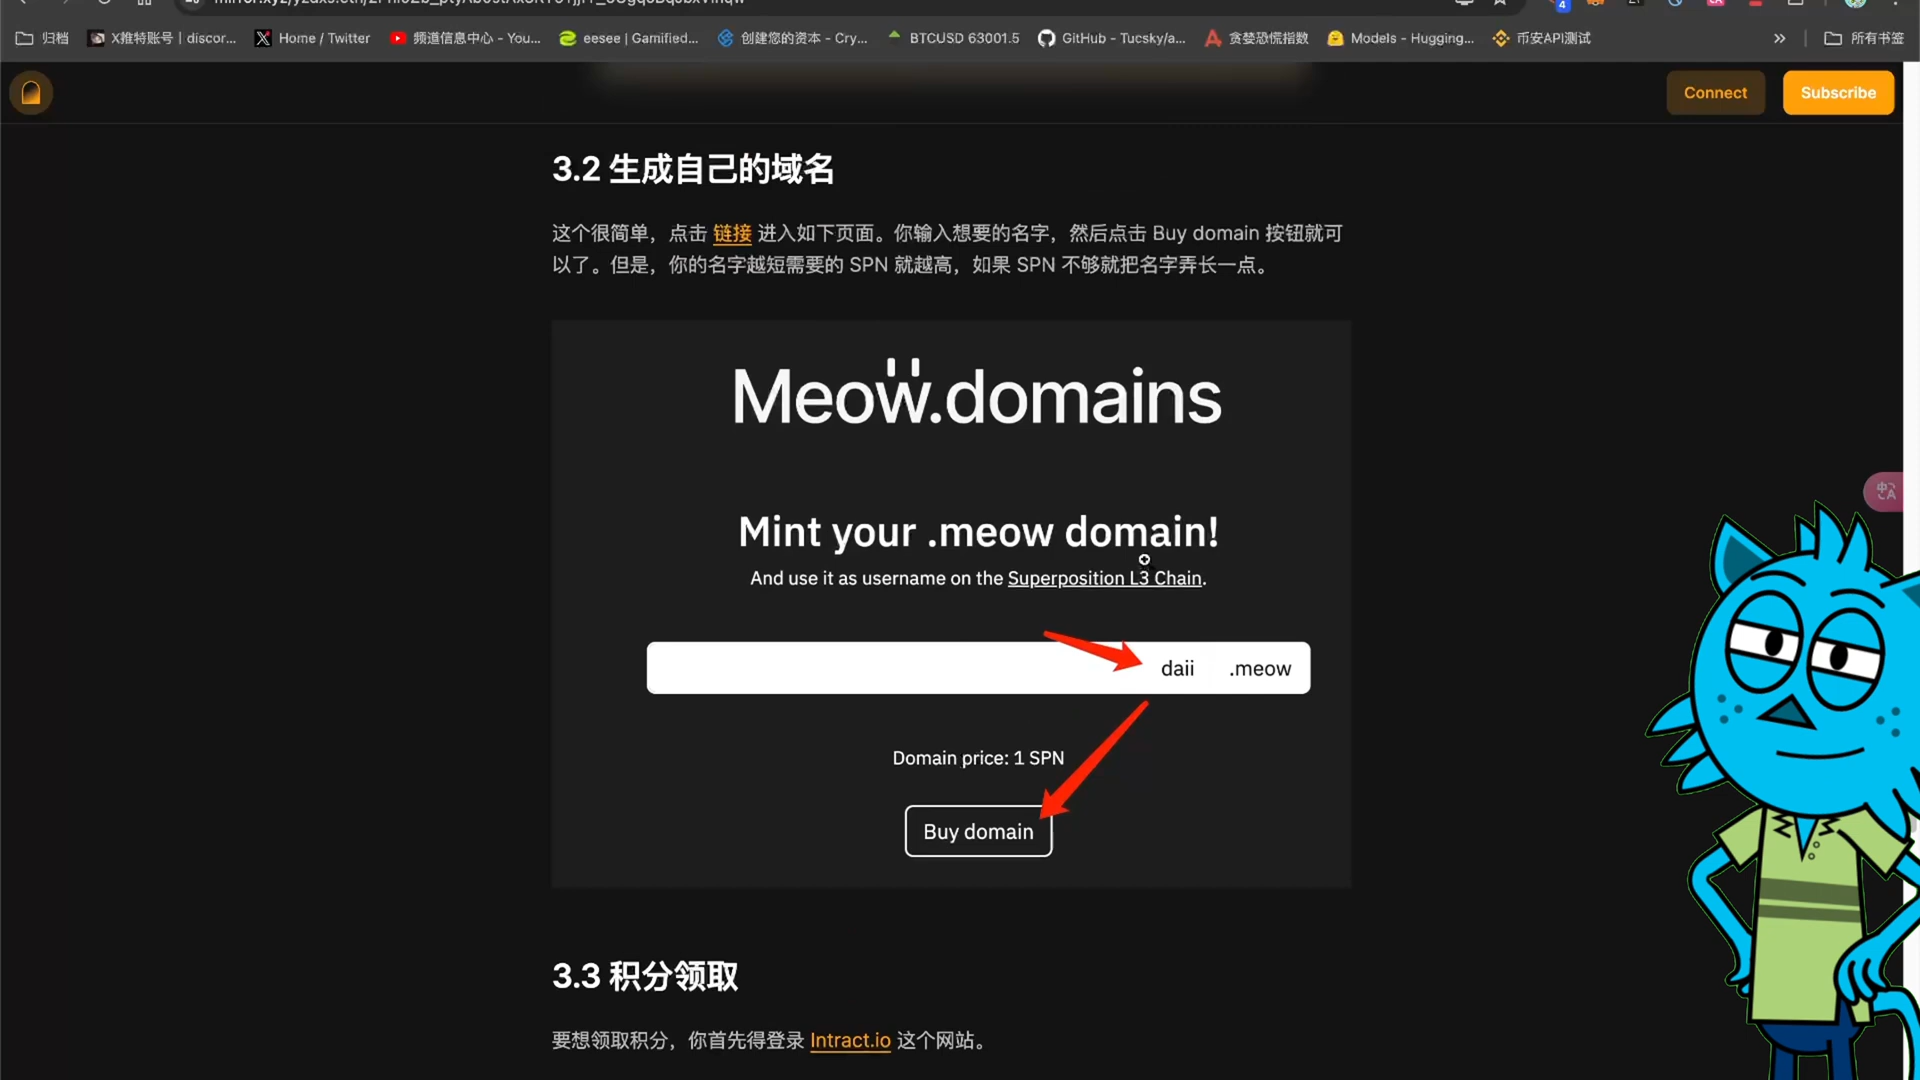 归档
X推特账号 | discor...
Home / Twitter
频道信息中心 - You...
eesee | Gamified...
创建您的资本 - Cry...
BTCUSD 63001.5
GitHub - Tucsky/a...
贪婪恐慌指数
Models - Hugging...
币安API测试
所有书签
Connect
Subscribe
3.2 生成自己的域名
这个很简单，点击 链接 进入如下页面。你输入想要的名字，然后点击 Buy domain 按钮就可
以了。但是，你的名字越短需要的 SPN 就越高，如果 SPN 不够就把名字弄长一点。
Meow.domains
Mint your .meow domain!
And use it as username on the Superposition L3 Chain.
daii .meow
Domain price: 1 SPN
Buy domain
3.3 积分领取
要想领取积分，你首先得登录 Intract.io 这个网站。